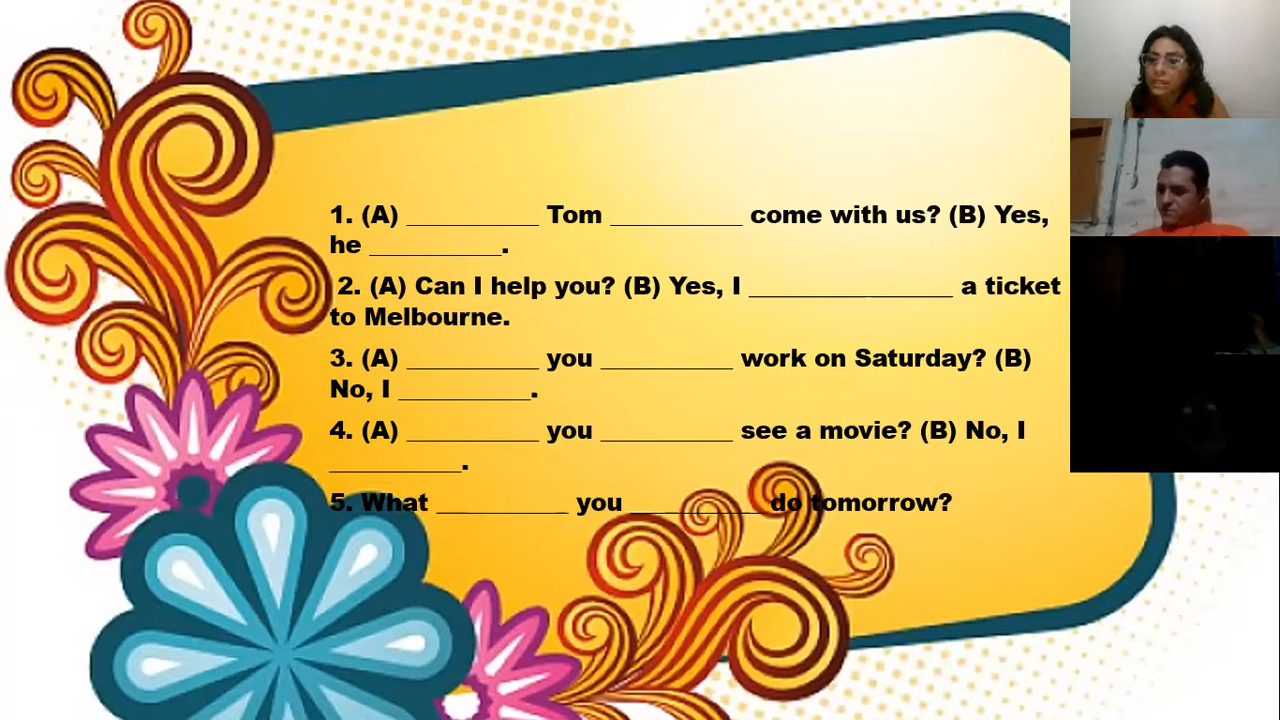 1. (A) __________ Tom __________ come with us? (B) Yes,
he __________.
2. (A) Can I help you? (B) Yes, I _______________ a ticket
to Melbourne.
3. (A) __________ you __________ work on Saturday? (B)
No, I __________.
4. (A) __________ you __________ see a movie? (B) No, I
__________.
5. What __________ you __________ do tomorrow?